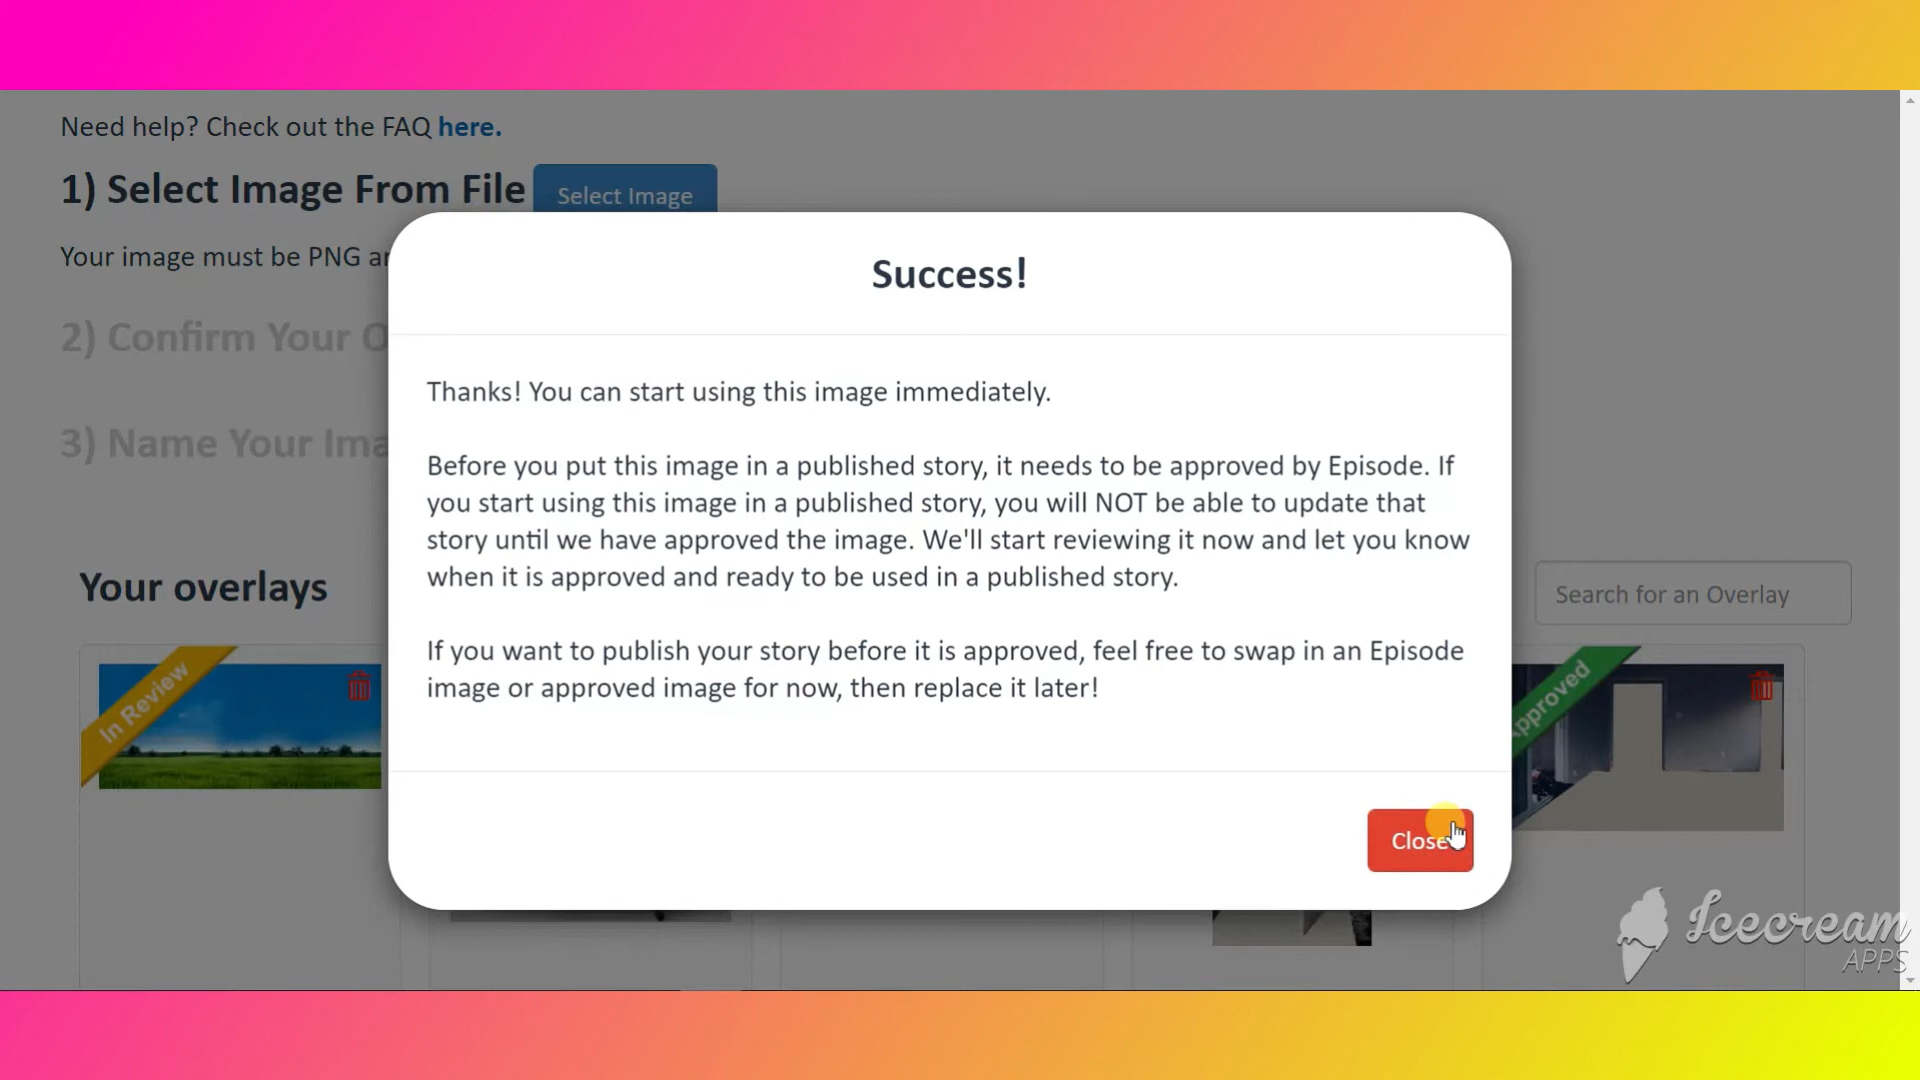 Need help? Check out the FAQ here.
1) Select Image From File
Select Image
Your image must be PNG
2) Confirm Your
3) Name Your
Success!
Thanks! You can start using this image immediately.
Before you put this image in a published story, it needs to be approved by Episode. If
you start using this image in a published story, you will NOT be able to update that
story until we have approved the image. We'll start reviewing it now and let you know
when it is approved and ready to be used in a published story.
If you want to publish your story before it is approved, feel free to swap in an Episode
image or approved image for now, then replace it later!
Close
Your overlays
Search for an Overlay
In Review
Approved
Icecream
APPS